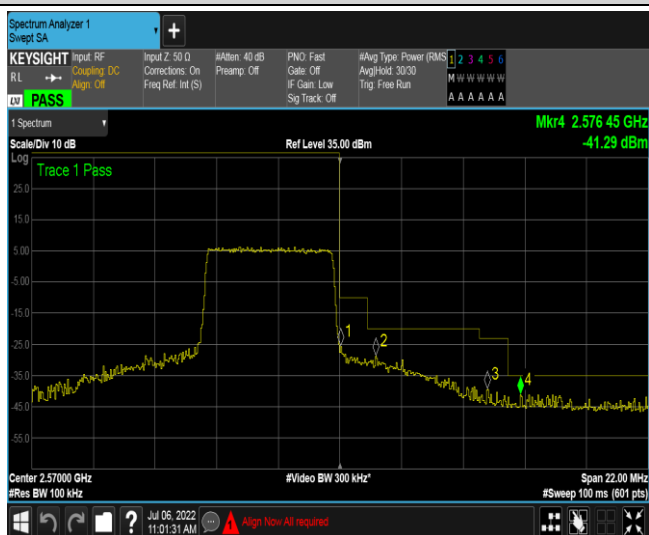 Spectrum Analyzer 1
Swept SA
+
KEYSIGHT
RL
LXI PASS
Input: RF
Coupling: DC
Align: Off
Input Z: 50 Ω
Corrections: On
Freq Ref: Int (S)
#Atten: 40 dB
Preamp: Off
PNO: Fast
Gate: Off
IF Gain: Low
Sig Track: Off
#Avg Type: Power (RMS
Avg|Hold: 30/30
Trig: Free Run
1 2 3 4 5 6
M W W W W W
A A A A A A
1 Spectrum
Mkr4 2.576 45 GHz
Scale/Div 10 dB
Ref Level 35.00 dBm
-41.29 dBm
Log
Trace 1 Pass
25.0
15.0
5.00
-5.00
-15.0
-25.0
-35.0
-45.0
-55.0
1
2
3
4
Center 2.57000 GHz
#Video BW 300 kHz*
Span 22.00 MHz
#Res BW 100 kHz
#Sweep 100 ms (601 pts)
?
Jul 06, 2022
11:01:31 AM
Align Now All required